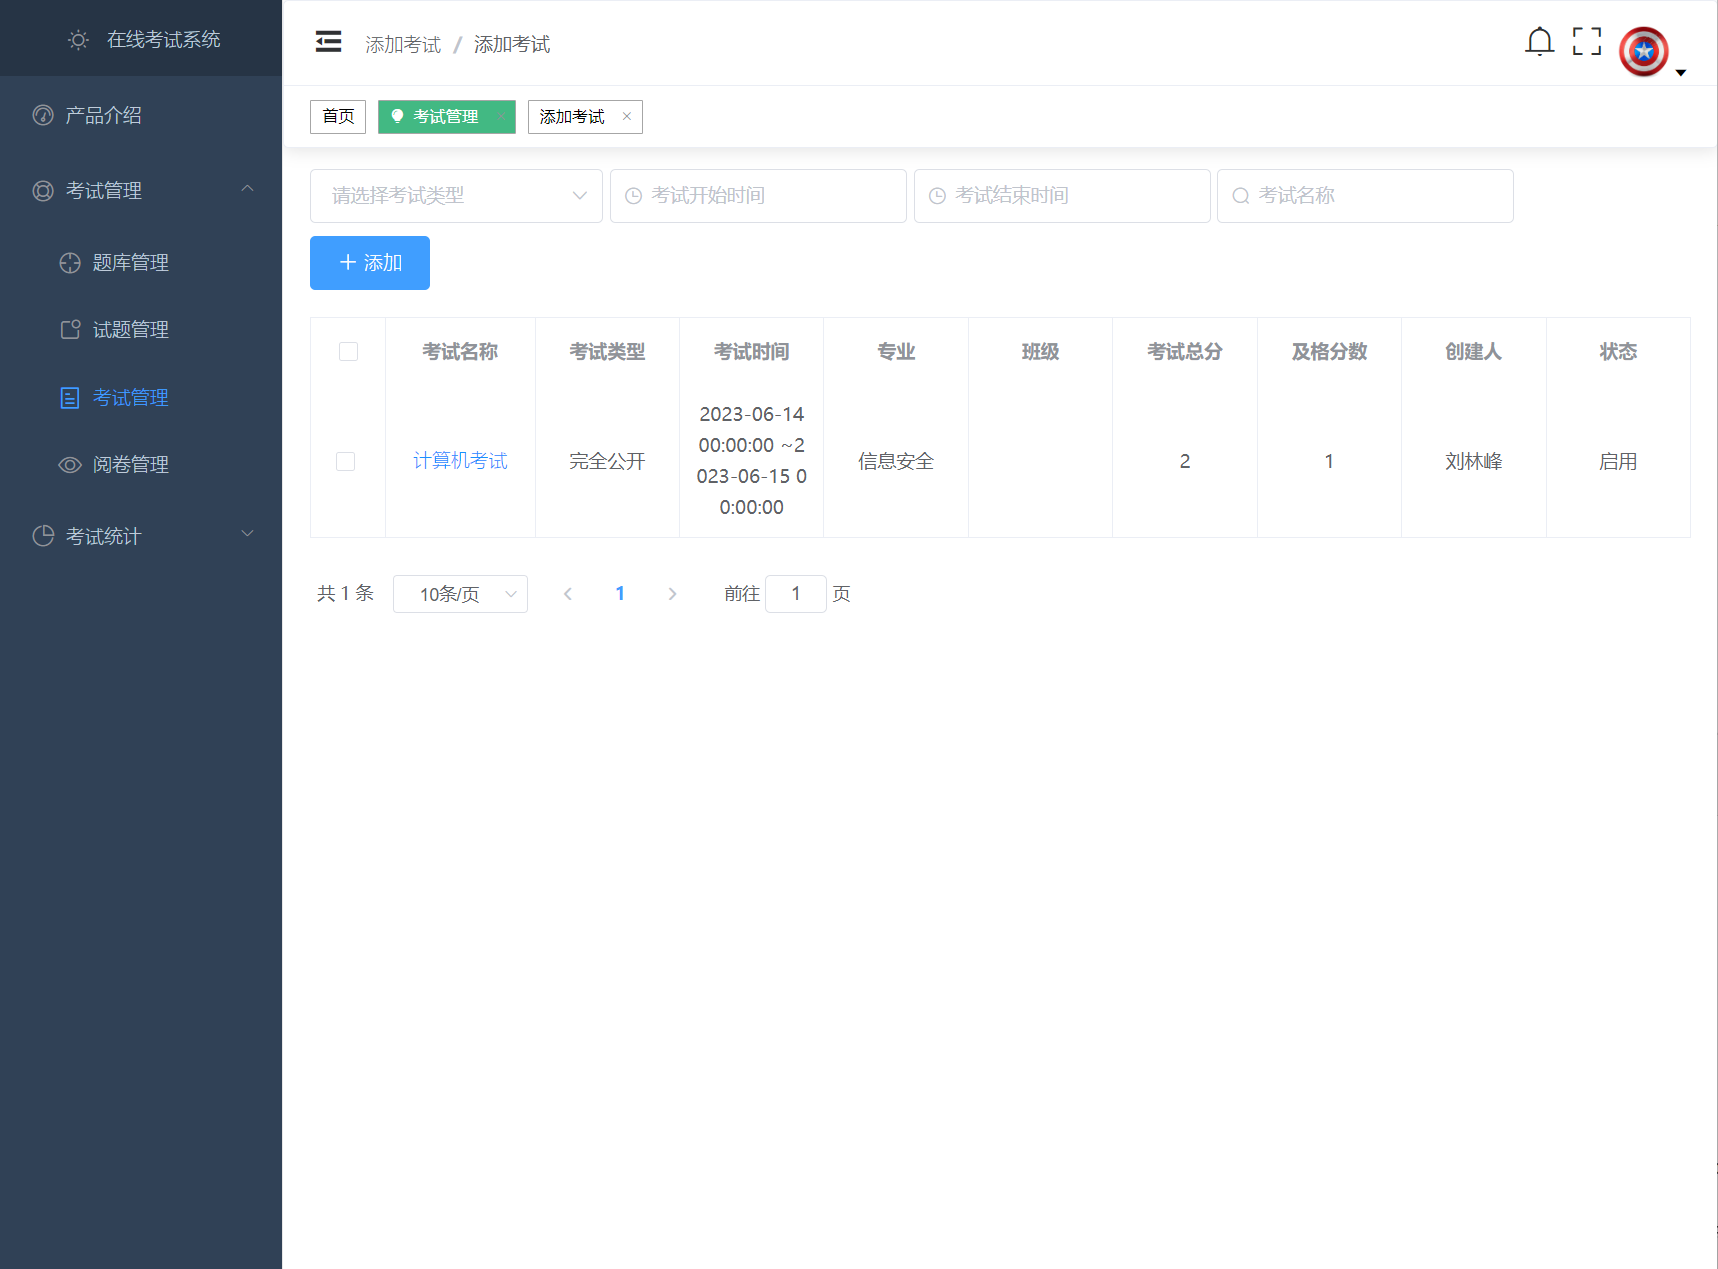 在线考试系统
产品介绍
考试管理
题库管理
试题管理
考试管理
阅卷管理
考试统计
添加考试 / 添加考试
首页 考试管理 × 添加考试 ×
请选择考试类型 考试开始时间 考试结束时间 考试名称
+ 添加
考试名称 考试类型 考试时间 专业 班级 考试总分 及格分数 创建人 状态
计算机考试 完全公开 2023-06-14 信息安全 2 1 刘林峰 启用
00:00:00 ~2
023-06-15 0
0:00:00
共 1 条 10条/页 < 1 > 前往 1 页